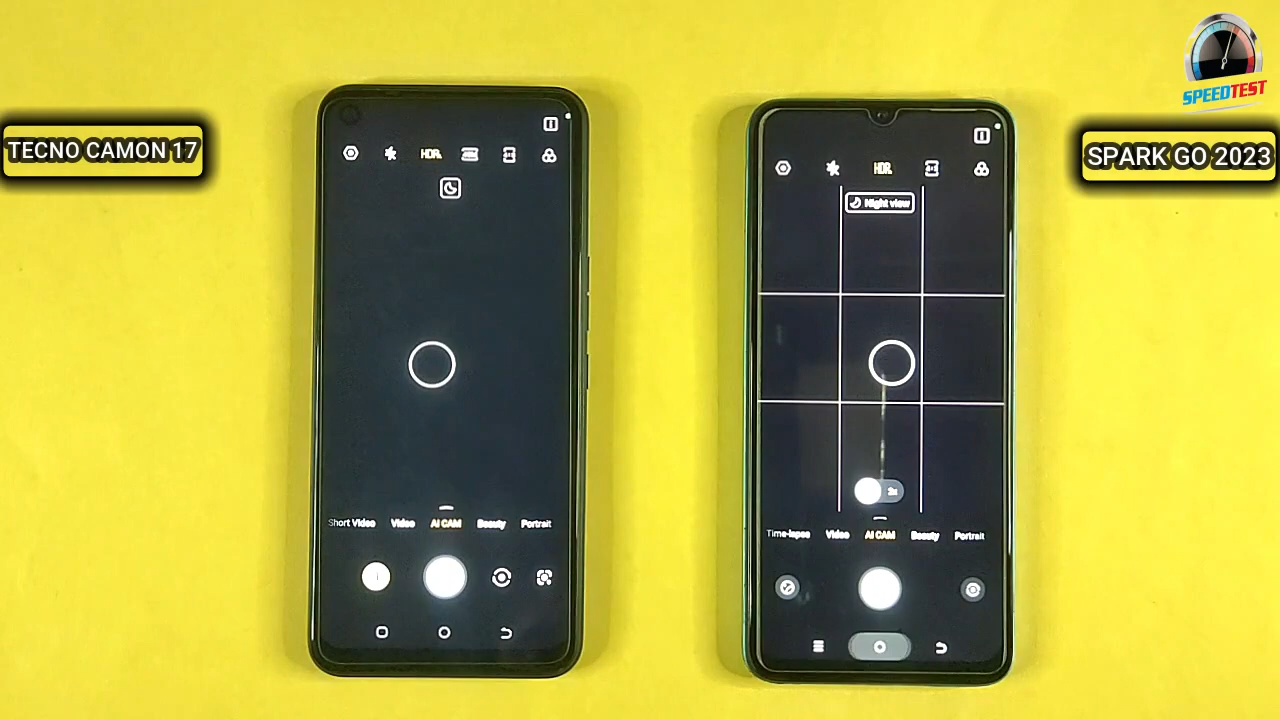 SPEEDTEST
TECNO CAMON 17
SPARK GO 2023
HDR
Short Video Video AI CAM Beauty Portrait
HDR
Night view
2x
Time-lapse Video AI CAM Beauty Portrait